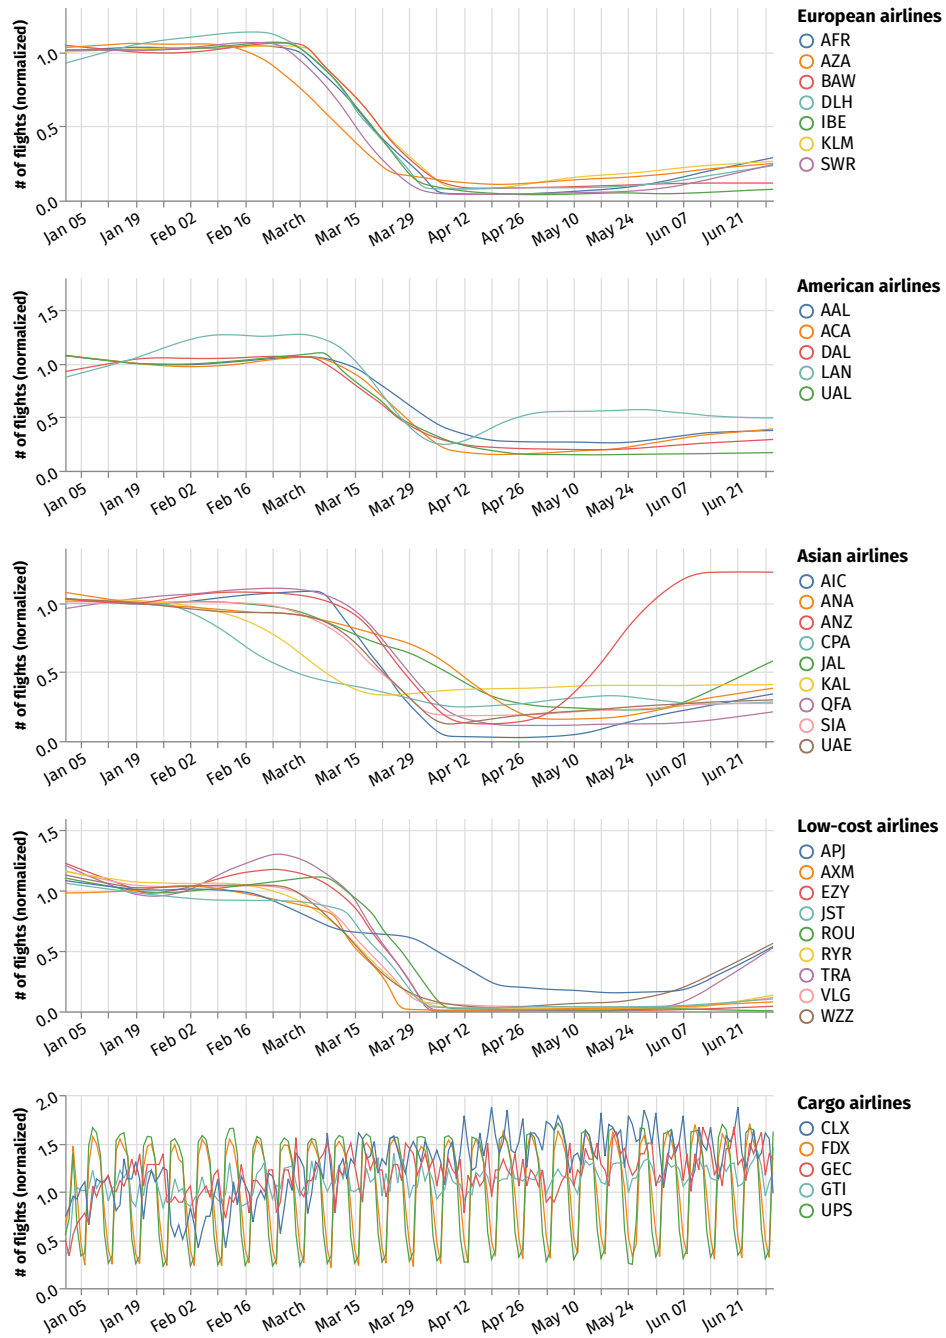 European airlines
AFR
AZA
BAW
DLH
IBE
KLM
SWR
# of flights (normalized)
1.0
0.5
0.0
Jan 05 Jan 19 Feb 02 Feb 16 March Mar 15 Mar 29 Apr 12 Apr 26 May 10 May 24 Jun 07 Jun 21
American airlines
AAL
ACA
DAL
LAN
UAL
# of flights (normalized)
1.5
1.0
0.5
0.0
Jan 05 Jan 19 Feb 02 Feb 16 March Mar 15 Mar 29 Apr 12 Apr 26 May 10 May 24 Jun 07 Jun 21
Asian airlines
AIC
ANA
ANZ
CPA
JAL
KAL
QFA
SIA
UAE
# of flights (normalized)
1.0
0.5
0.0
Jan 05 Jan 19 Feb 02 Feb 16 March Mar 15 Mar 29 Apr 12 Apr 26 May 10 May 24 Jun 07 Jun 21
Low-cost airlines
APJ
AXM
EZY
JST
ROU
RYR
TRA
VLG
WZZ
# of flights (normalized)
1.5
1.0
0.5
0.0
Jan 05 Jan 19 Feb 02 Feb 16 March Mar 15 Mar 29 Apr 12 Apr 26 May 10 May 24 Jun 07 Jun 21
Cargo airlines
CLX
FDX
GEC
GTI
UPS
# of flights (normalized)
2.0
1.5
1.0
0.5
0.0
Jan 05 Jan 19 Feb 02 Feb 16 March Mar 15 Mar 29 Apr 12 Apr 26 May 10 May 24 Jun 07 Jun 21